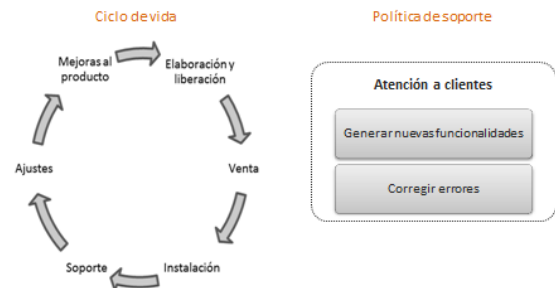 Ciclo de vida
Política de soporte
Mejoras al
producto
Elaboración y
liberación
Venta
Instalación
Soporte
Ajustes
Atención a clientes
Generar nuevas funcionalidades
Corregir errores